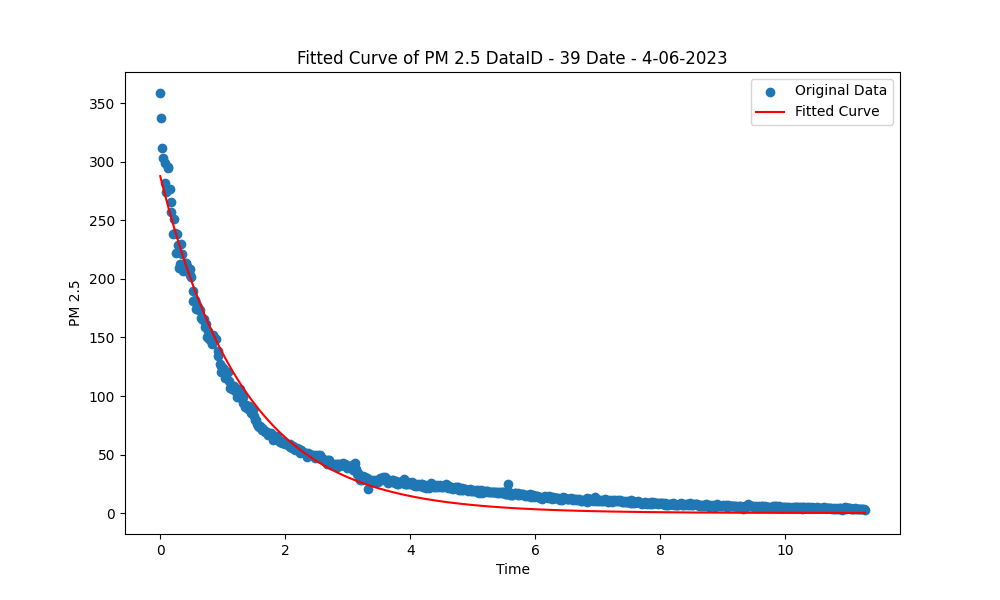 Fitted Curve of PM 2.5 DataID - 39 Date - 4-06-2023
Original Data
Fitted Curve
350
300
250
200
150
100
50
0
PM 2.5
0 2 4 6 8 10
Time